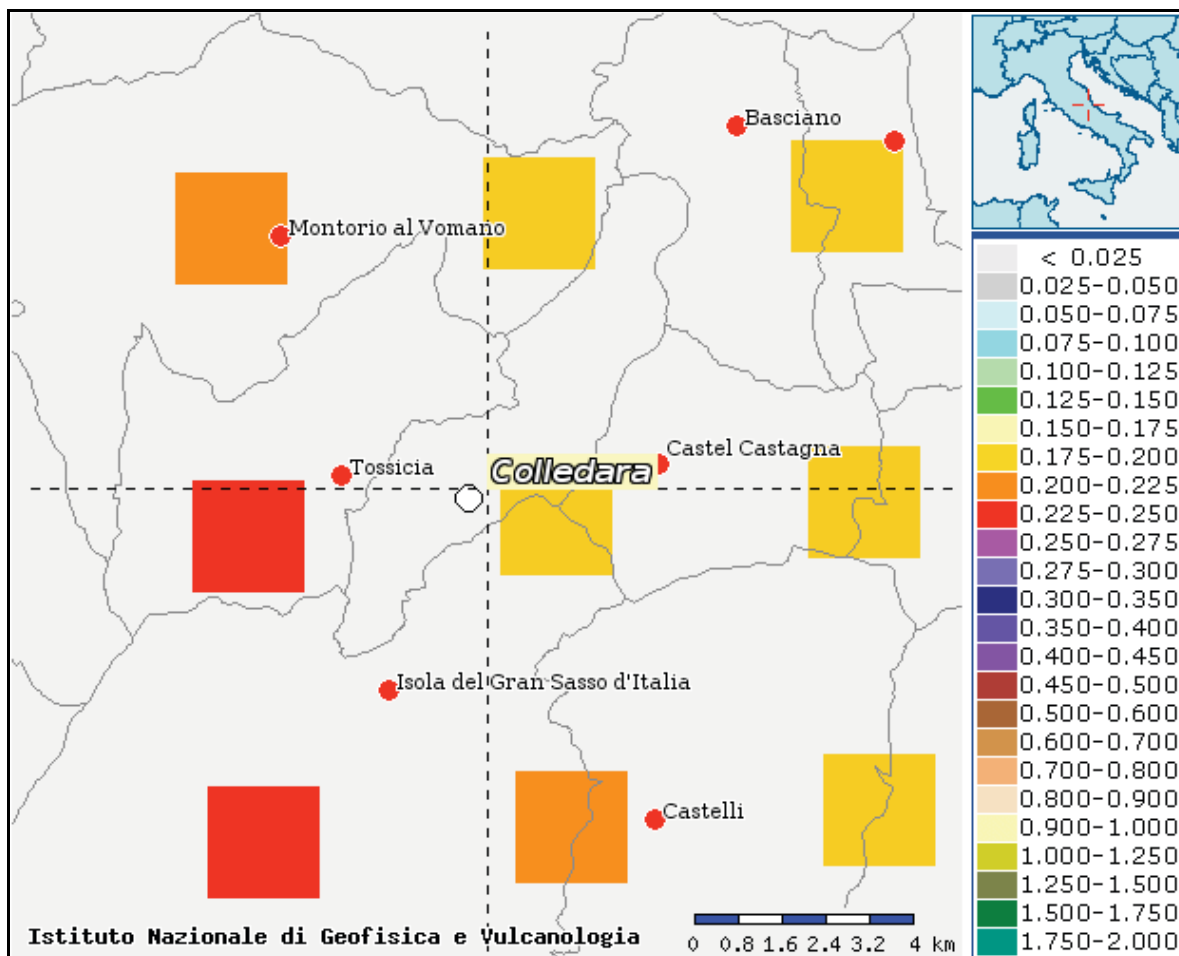 Basciano
Montorio al Vomano
Colledara
Castel Castagna
Tossicia
Isola del Gran Sasso d'Italia
Castelli
Istituto Nazionale di Geofisica e Vulcanologia
0 0.8 1.6 2.4 3.2 4 km
< 0.025
0.025-0.050
0.050-0.075
0.075-0.100
0.100-0.125
0.125-0.150
0.150-0.175
0.175-0.200
0.200-0.225
0.225-0.250
0.250-0.275
0.275-0.300
0.300-0.350
0.350-0.400
0.400-0.450
0.450-0.500
0.500-0.600
0.600-0.700
0.700-0.800
0.800-0.900
0.900-1.000
1.000-1.250
1.250-1.500
1.500-1.750
1.750-2.000